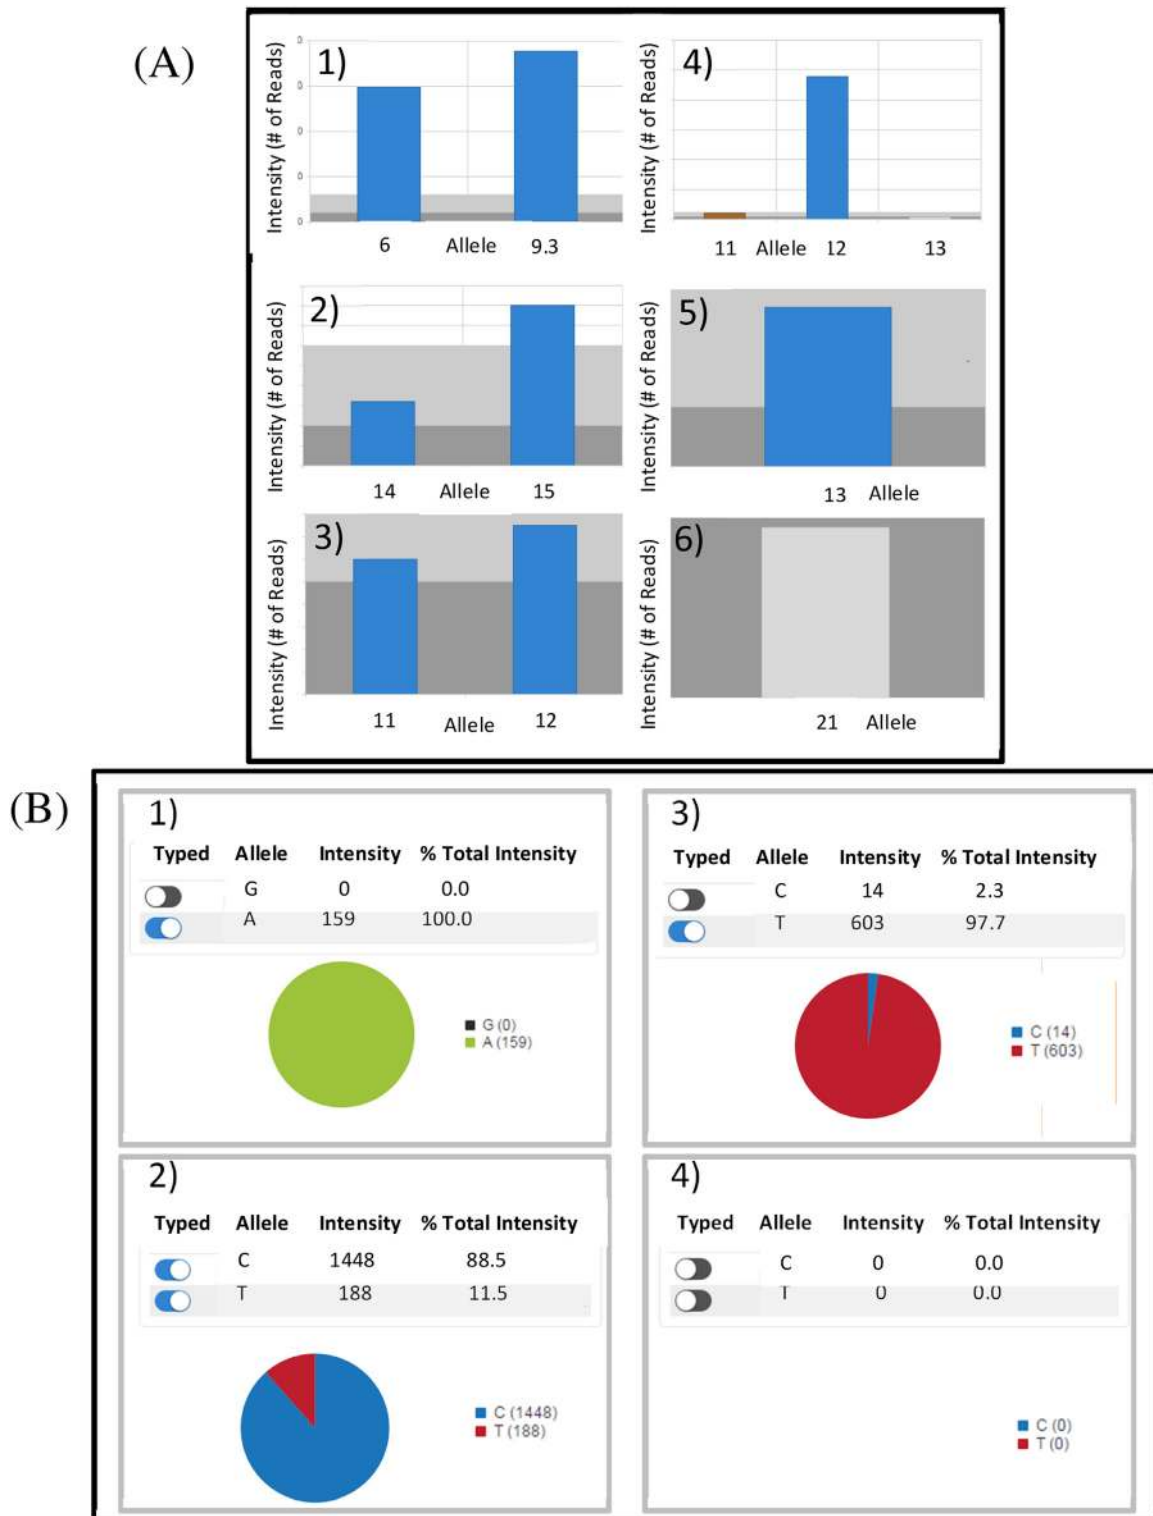 (A)
1)
Intensity (# of Reads)
0
0
0
0
0
6 Allele 9.3
4)
Intensity (# of Reads)
11 Allele 12 13
2)
Intensity (# of Reads)
14 Allele 15
5)
Intensity (# of Reads)
13 Allele
3)
Intensity (# of Reads)
11 Allele 12
6)
Intensity (# of Reads)
21 Allele
(B)
1)
Typed Allele Intensity % Total Intensity
G 0 0.0
A 159 100.0
G (0)
A (159)
3)
Typed Allele Intensity % Total Intensity
C 14 2.3
T 603 97.7
C (14)
T (603)
2)
Typed Allele Intensity % Total Intensity
C 1448 88.5
T 188 11.5
C (1448)
T (188)
4)
Typed Allele Intensity % Total Intensity
C 0 0.0
T 0 0.0
C (0)
T (0)